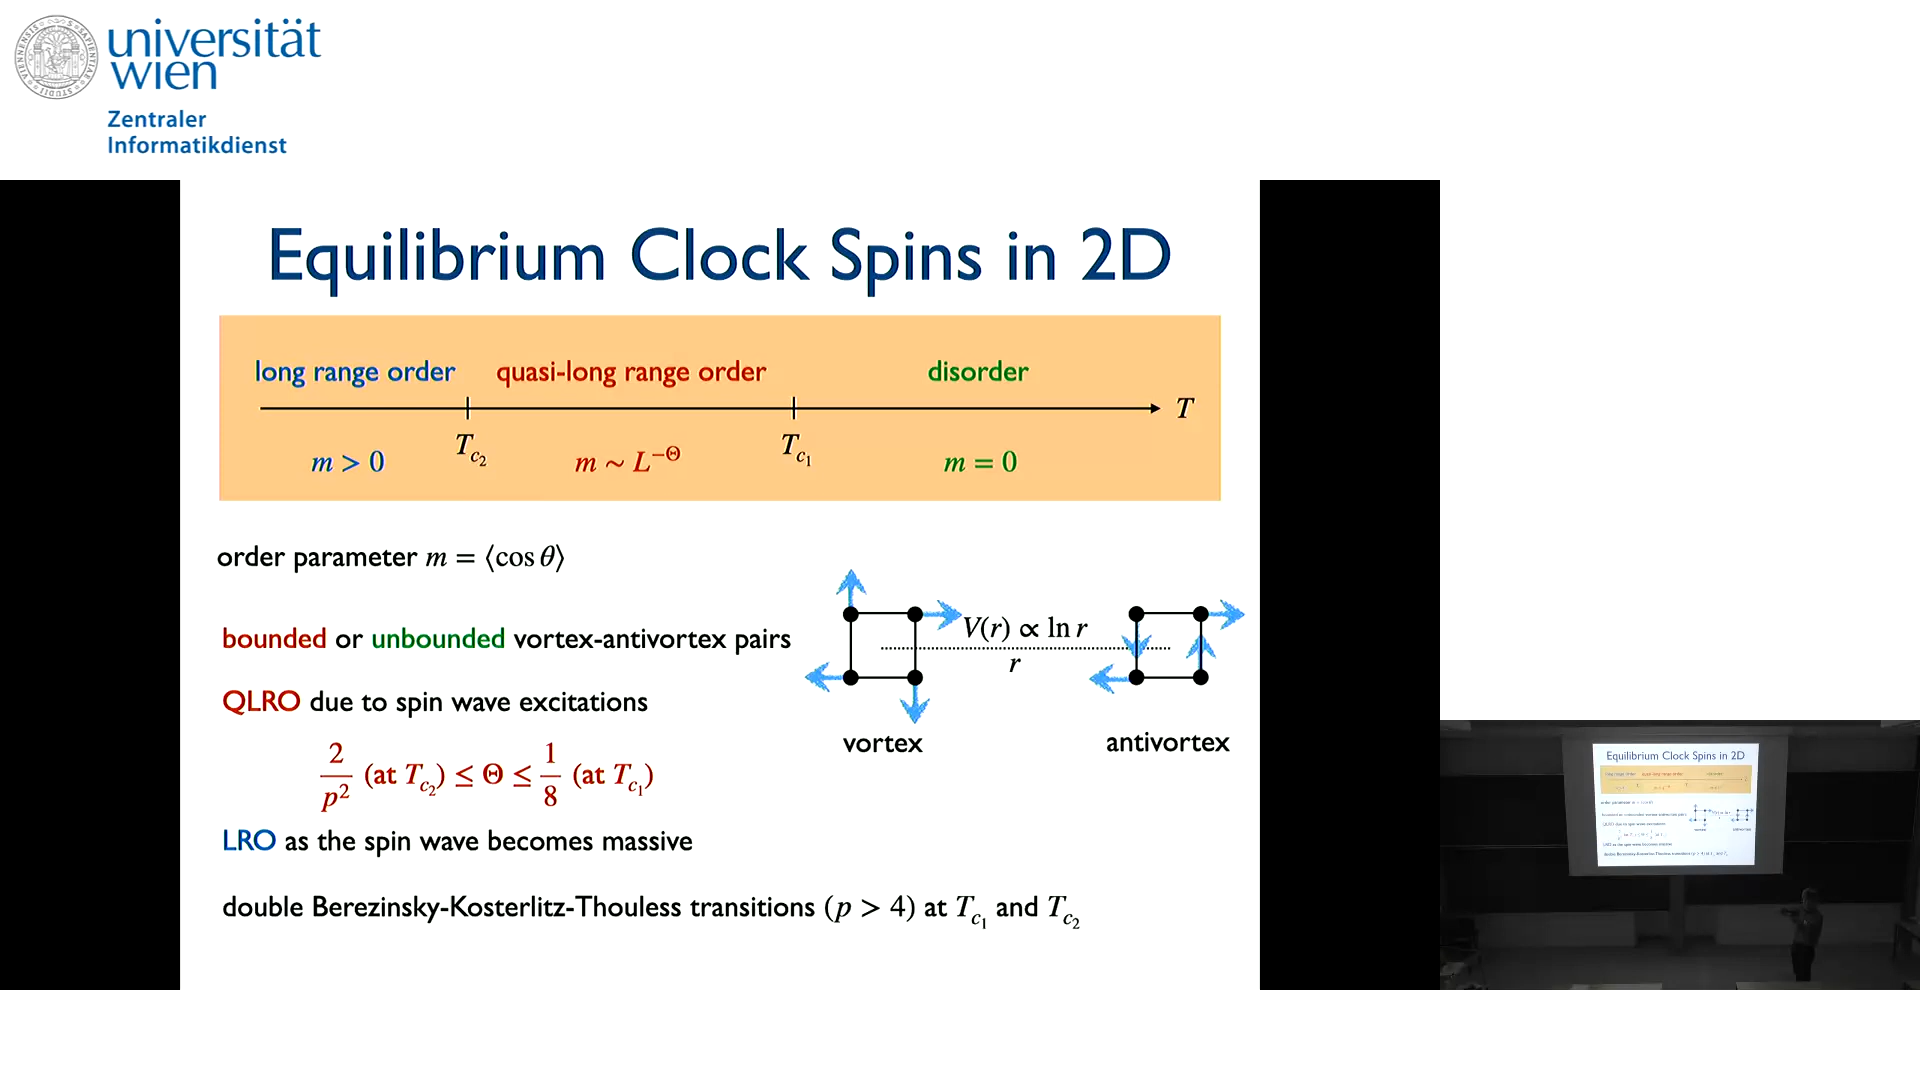 universität
wien
Zentraler
Informatikdienst
Equilibrium Clock Spins in 2D
long range order quasi-long range order disorder
T
T_{c_2} T_{c_1}
m > 0 m ∼ L^{−Θ} m = 0
order parameter m = ⟨cos θ⟩
bounded or unbounded vortex-antivortex pairs
V(r) ∝ ln r
r
QLRO due to spin wave excitations
vortex antivortex
2/p² (at T_{c_2}) ≤ Θ ≤ 1/8 (at T_{c_1})
LRO as the spin wave becomes massive
double Berezinsky-Kosterlitz-Thouless transitions (p > 4) at T_{c_1} and T_{c_2}
Equilibrium Clock Spins in 2D